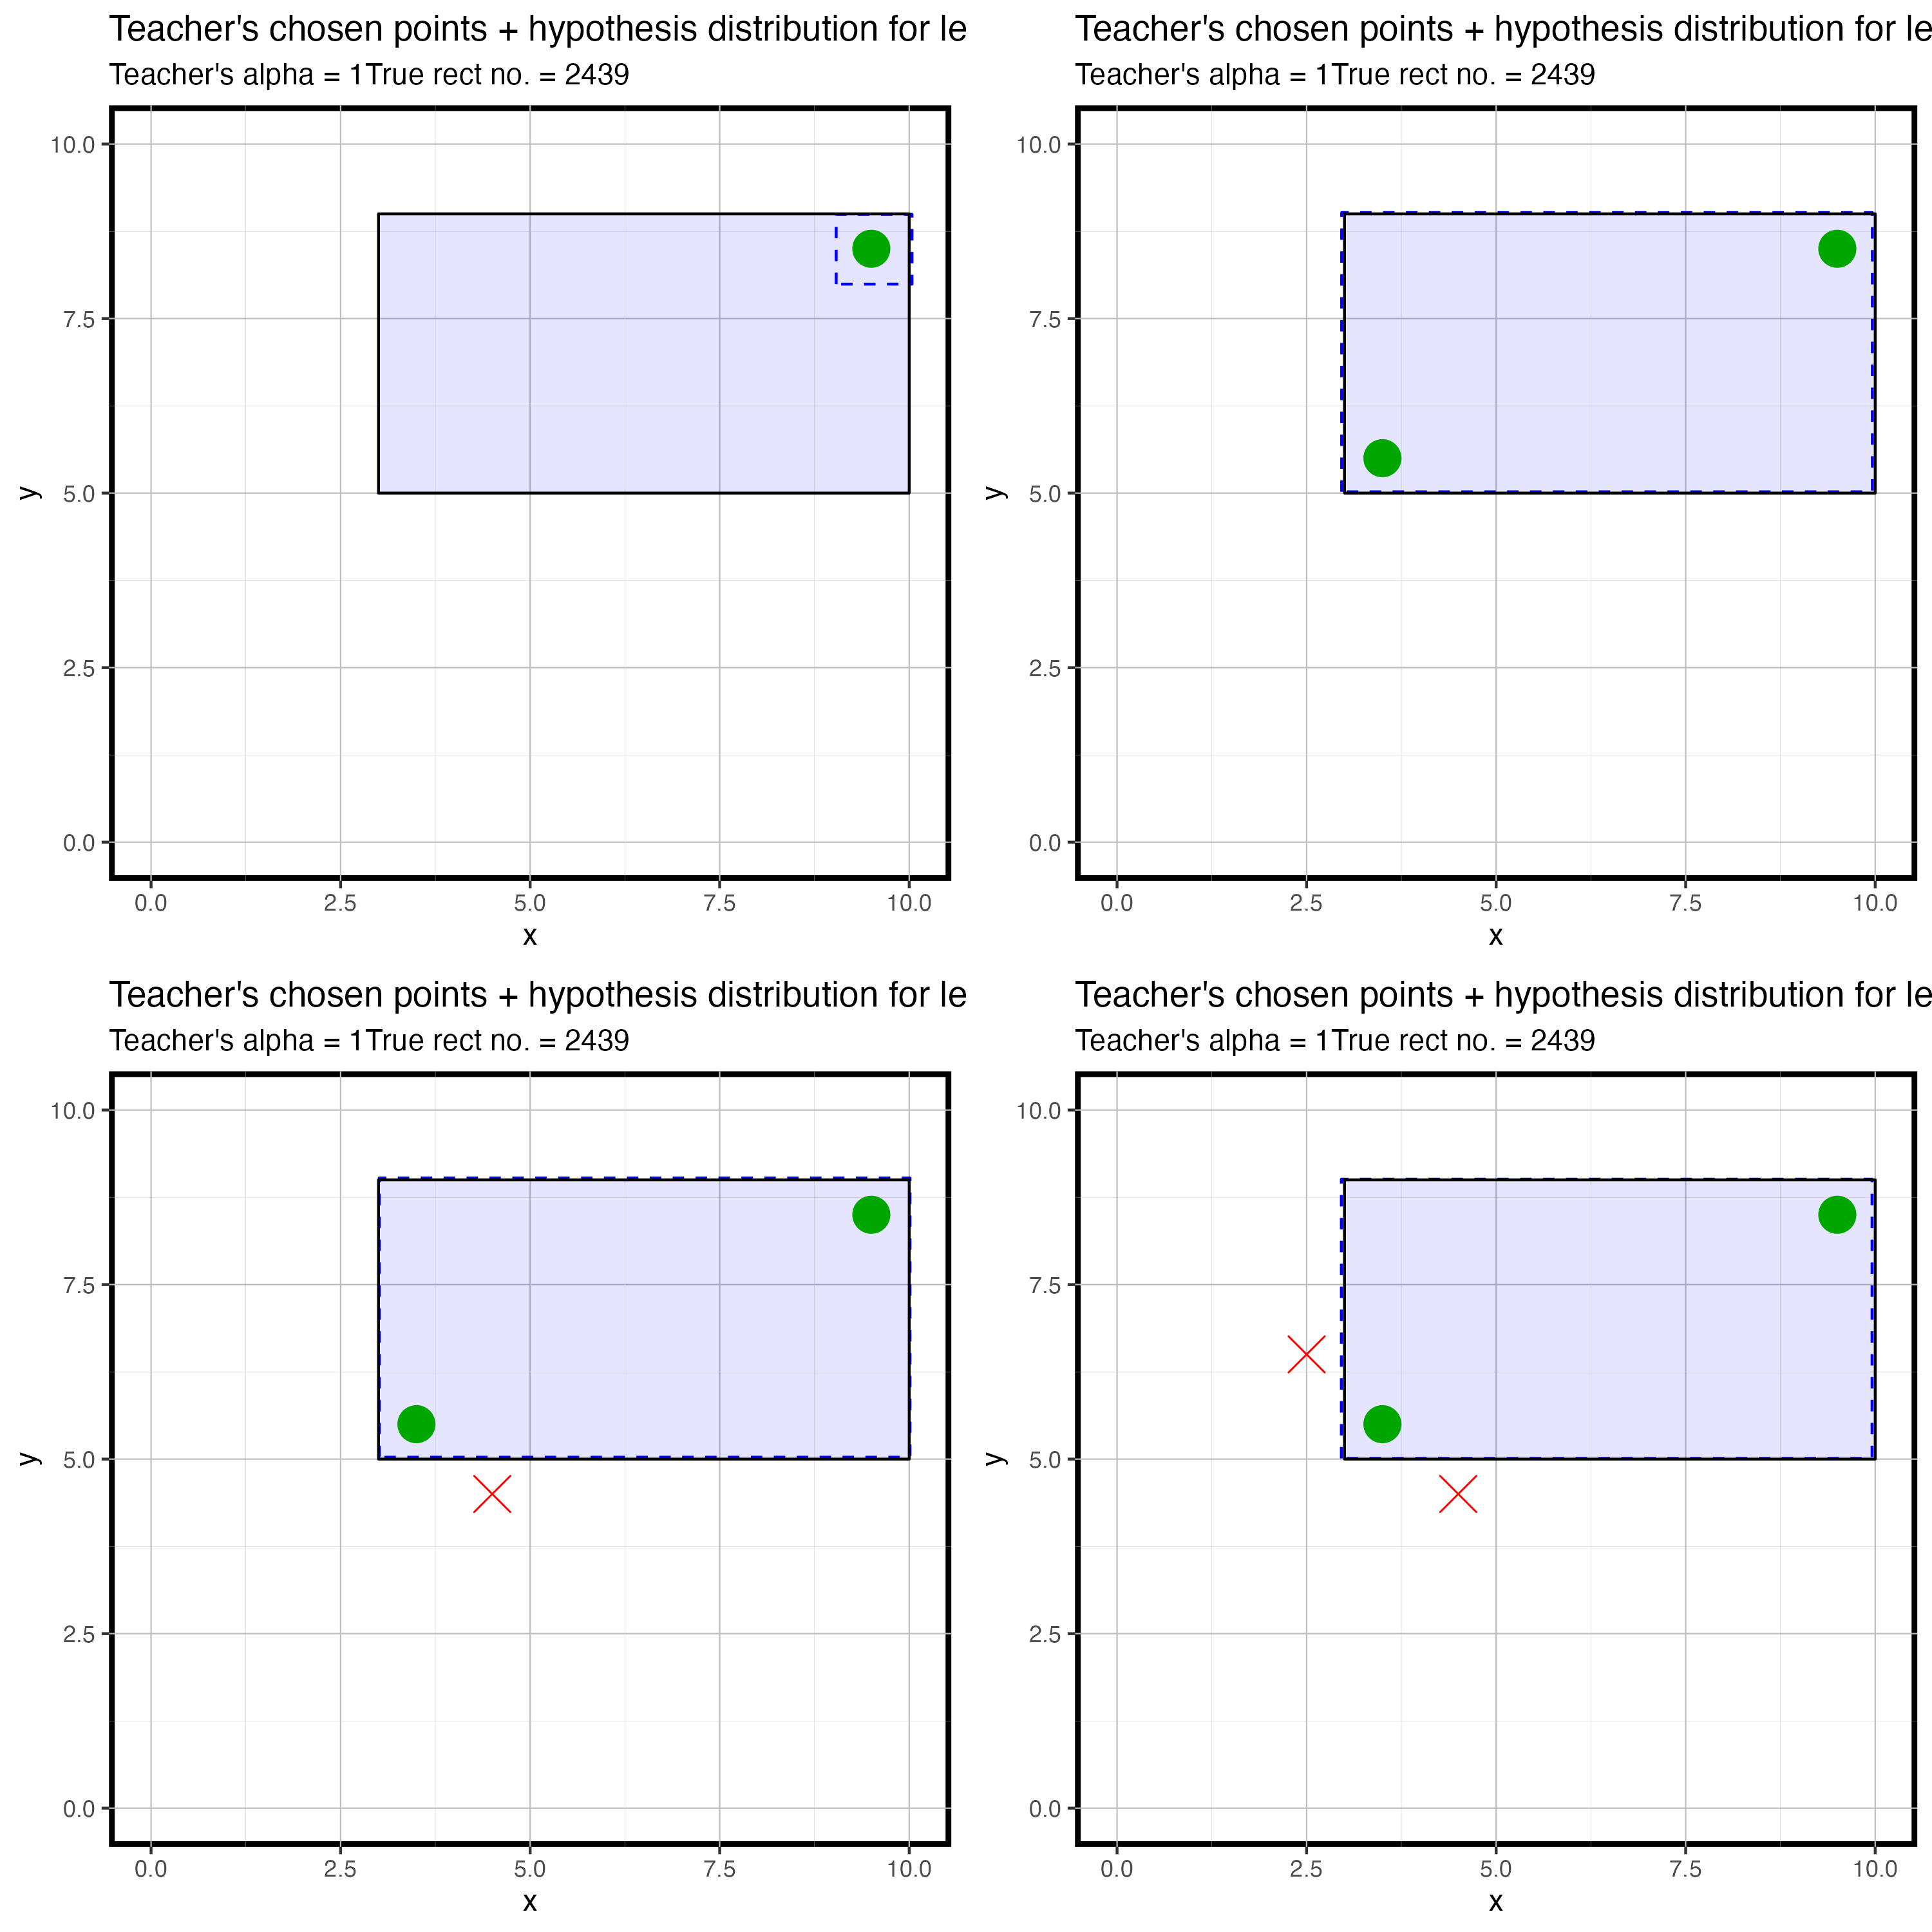 Teacher's chosen points + hypothesis distribution for le
Teacher's alpha = 1True rect no. = 2439
10.0
7.5
5.0
2.5
0.0
y
0.0 2.5 5.0 7.5 10.0
x
Teacher's chosen points + hypothesis distribution for le
Teacher's alpha = 1True rect no. = 2439
10.0
7.5
5.0
2.5
0.0
y
0.0 2.5 5.0 7.5 10.0
x
Teacher's chosen points + hypothesis distribution for le
Teacher's alpha = 1True rect no. = 2439
10.0
7.5
5.0
2.5
0.0
y
0.0 2.5 5.0 7.5 10.0
x
Teacher's chosen points + hypothesis distribution for le
Teacher's alpha = 1True rect no. = 2439
10.0
7.5
5.0
2.5
0.0
y
0.0 2.5 5.0 7.5 10.0
x